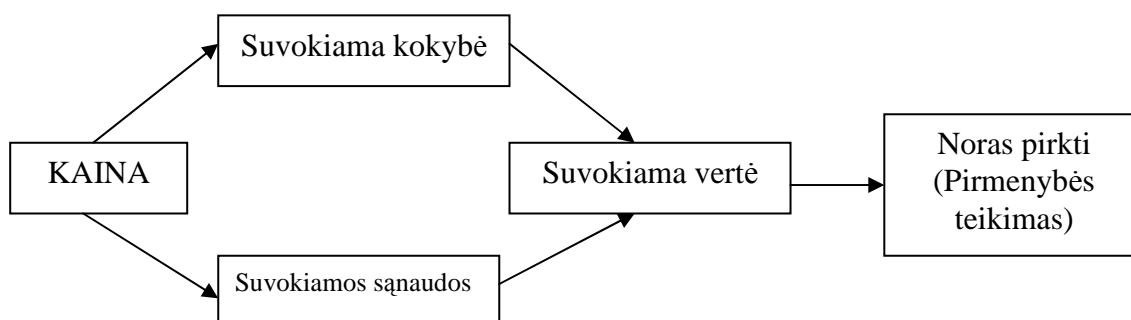 Suvokiama kokybė
KAINA
Suvokiama vertė
Noras pirkti
(Pirmenybės
teikimas)
Suvokiamos sąnaudos